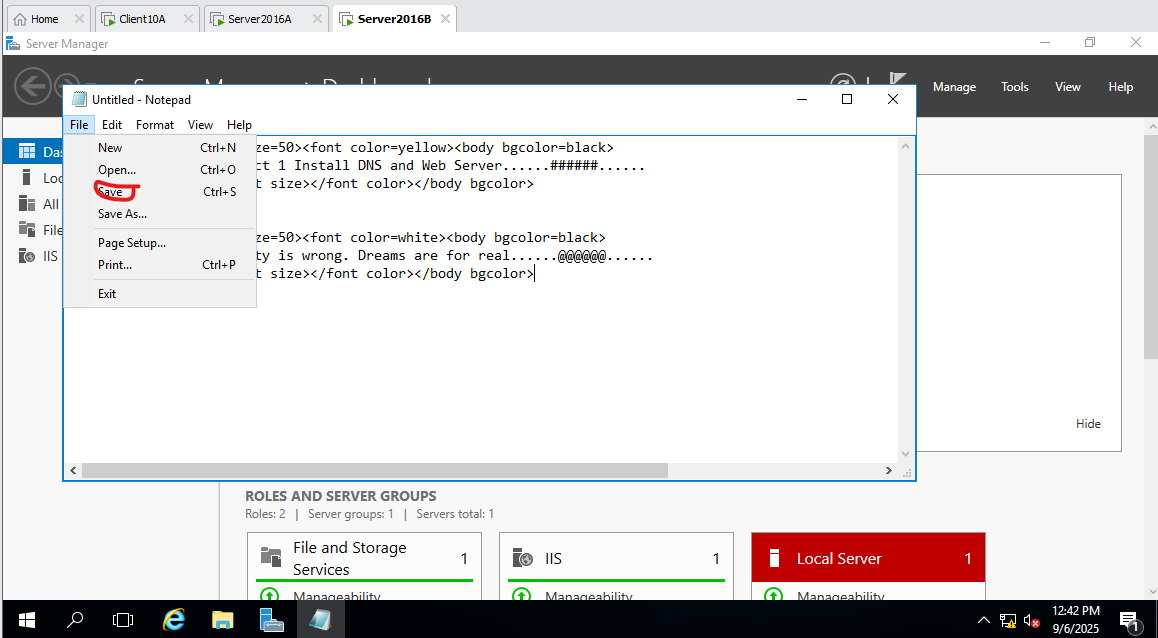 Home
Client10A
Server2016A
Server2016B
Server Manager
Manage
Tools
View
Help
Untitled - Notepad
File Edit Format View Help
New Ctrl+N
Open... Ctrl+O
Save Ctrl+S
Save As...
Page Setup...
Print... Ctrl+P
Exit
ze=50><font color=yellow><body bgcolor=black>
ct 1 Install DNS and Web Server......######......
t size></font color></body bgcolor>
ze=50><font color=white><body bgcolor=black>
ty is wrong. Dreams are for real......@@@@@@......
t size></font color></body bgcolor>
Das
Loc
All
File
IIS
Hide
ROLES AND SERVER GROUPS
Roles: 2 | Server groups: 1 | Servers total: 1
File and Storage Services 1
Manageability
IIS 1
Manageability
Local Server 1
Manageability
12:42 PM
9/6/2025
1